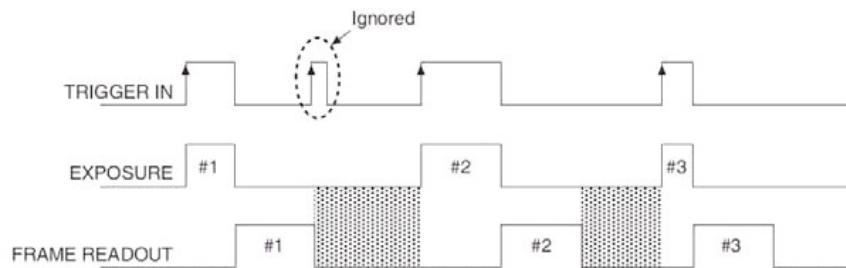 Ignored
TRIGGER IN
EXPOSURE #1 #2 #3
FRAME READOUT #1 #2 #3